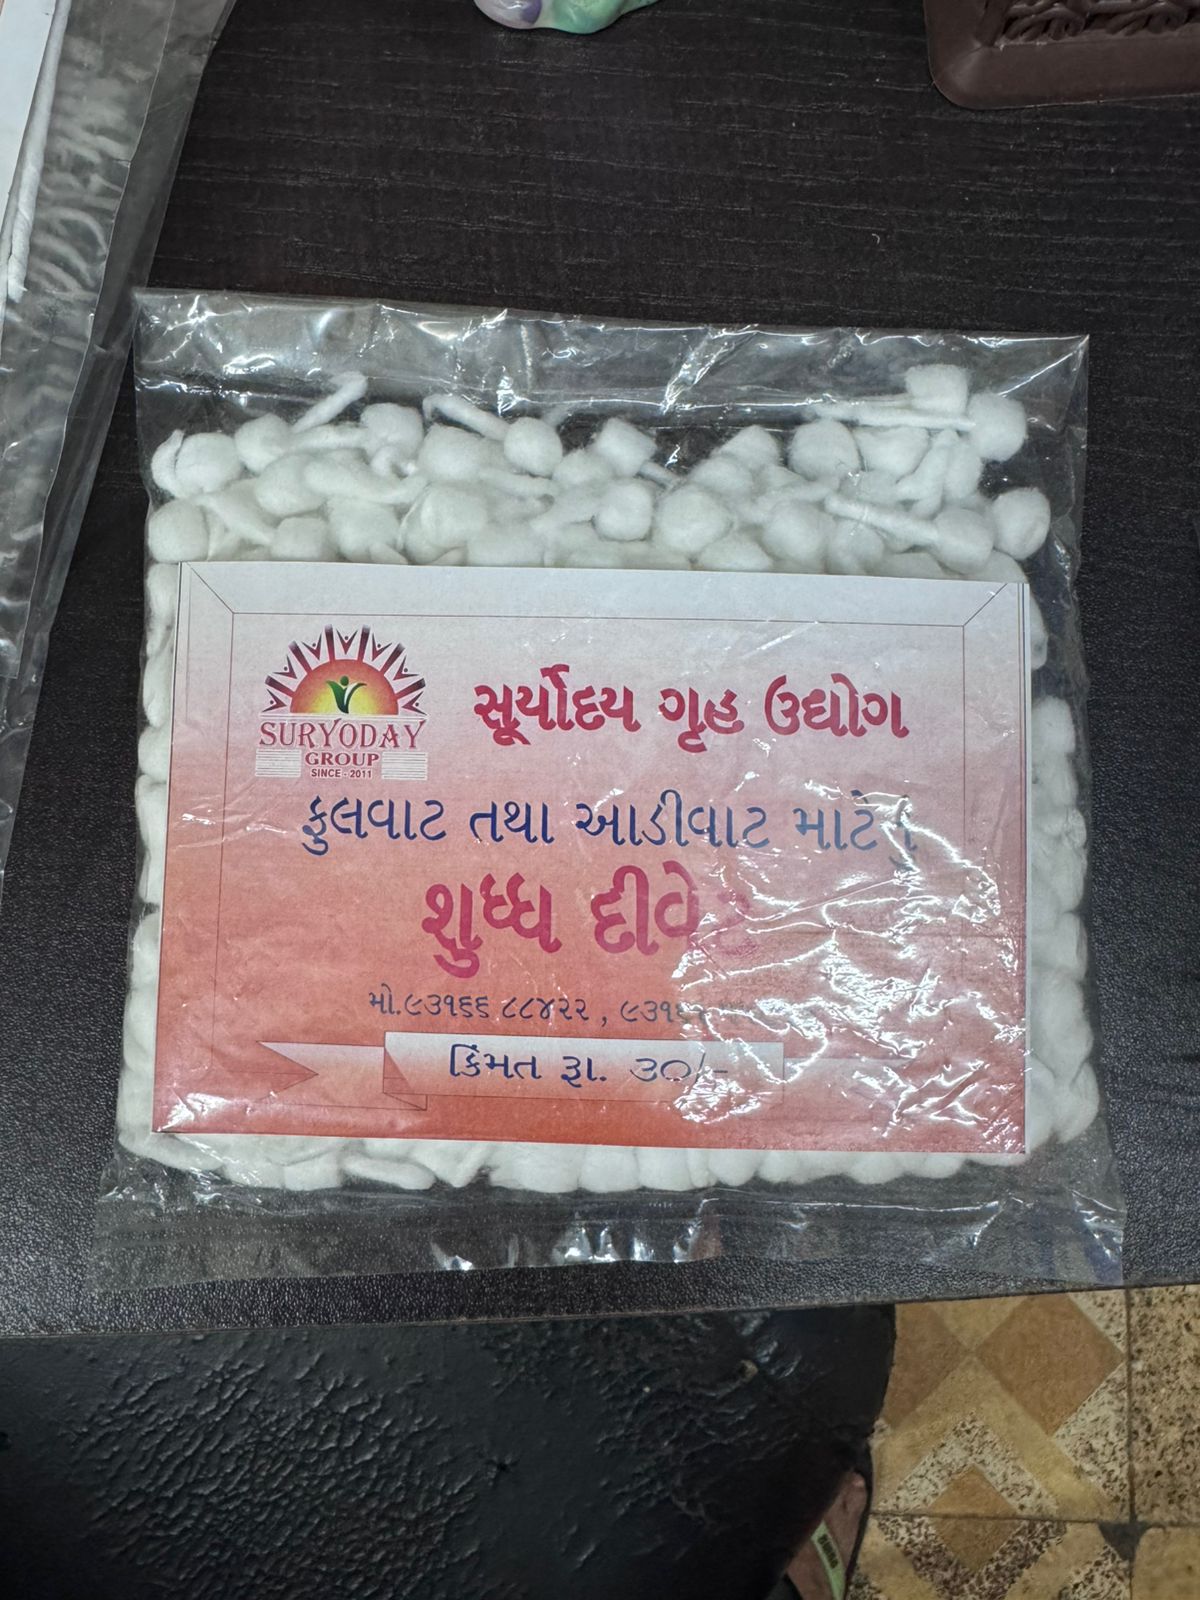 SURYODAY
GROUP
SINCE - 2011
સૂર્યોદય ગૃહ ઉદ્યોગ
ફુલવાટ તથા આડીવાટ માટેનું
શુધ્ધ દીવેટ
મો.૯૩૧૬૬ ૮૮૪૨૨ ,
કિંમત રૂા. ૩૦/-